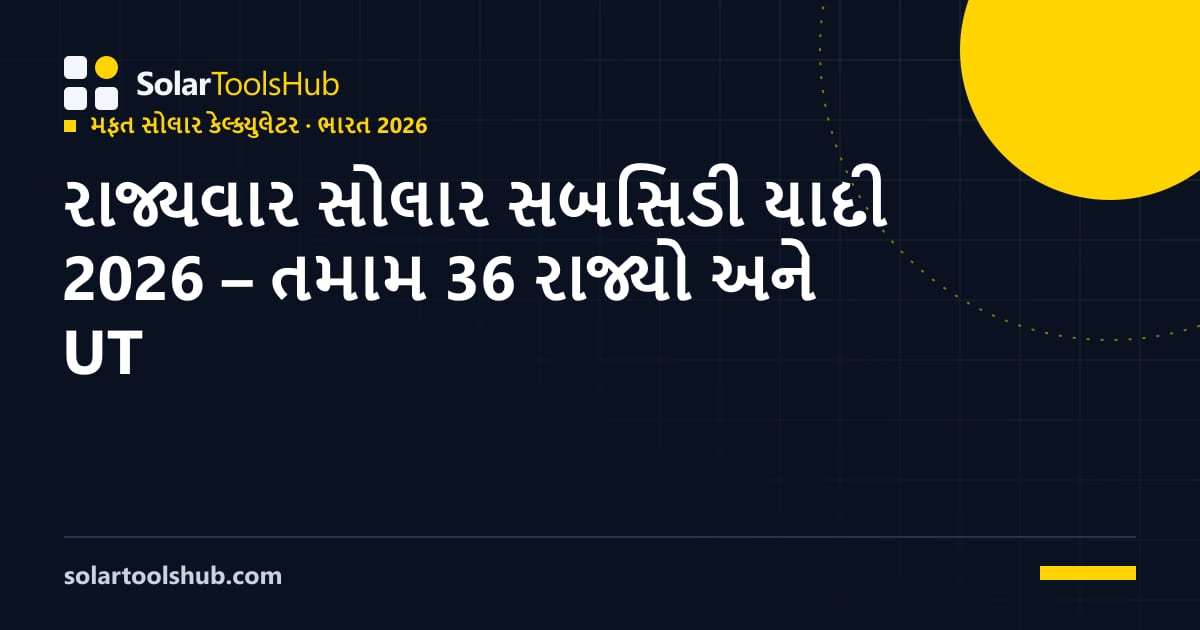 SolarToolsHub
મફત સોલાર કેલ્ક્યુલેટર · ભારત 2026
રાજ્યવાર સોલાર સબસિડી યાદી
2026 – તમામ 36 રાજ્યો અને
UT
solartoolshub.com